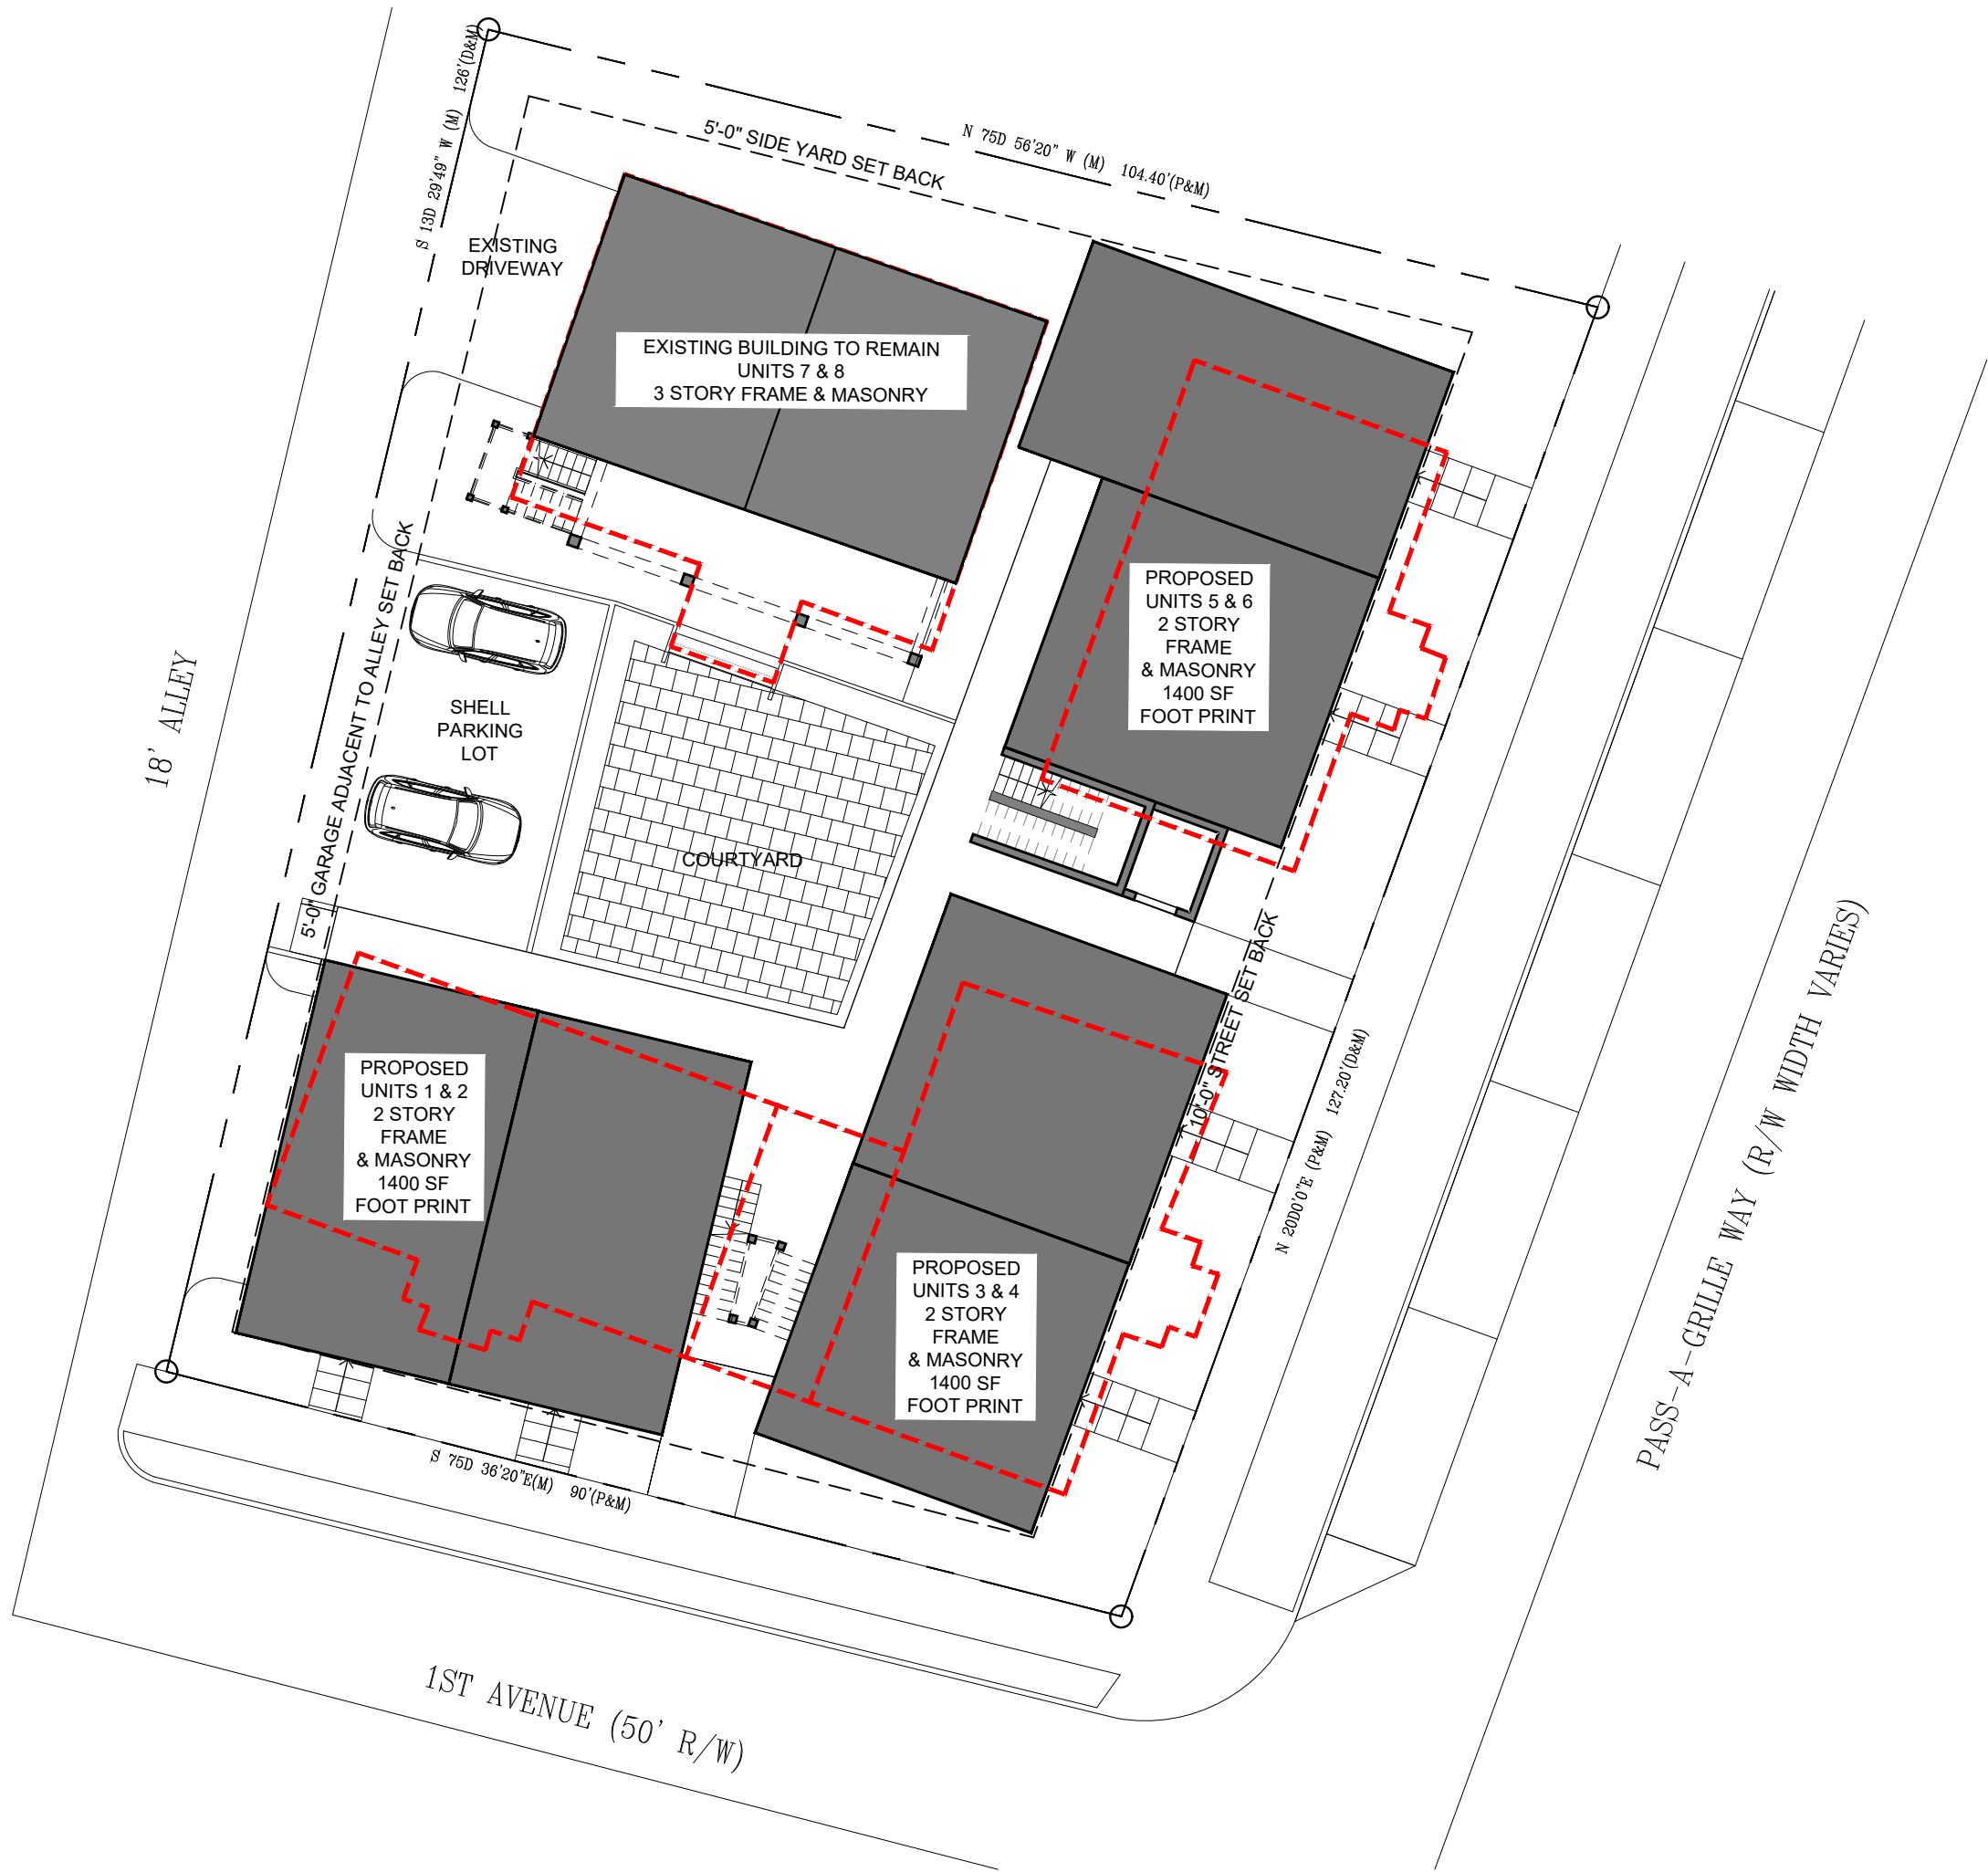 S 13D 29'49" W (M) 126'(D&M)
N 75D 56'20" W (M) 104.40'(P&M)
5'-0" SIDE YARD SET BACK
EXISTING
DRIVEWAY
EXISTING BUILDING TO REMAIN
UNITS 7 & 8
3 STORY FRAME & MASONRY
PROPOSED
UNITS 5 & 6
2 STORY
FRAME
& MASONRY
1400 SF
FOOT PRINT
18' ALLEY
5'-0" GARAGE ADJACENT TO ALLEY SET BACK
SHELL
PARKING
LOT
COURTYARD
10'-0" STREET SET BACK
N 20D0'0"E (P&M) 127.20'(D&M)
PASS-A-GRILLE WAY (R/W WIDTH VARIES)
PROPOSED
UNITS 1 & 2
2 STORY
FRAME
& MASONRY
1400 SF
FOOT PRINT
PROPOSED
UNITS 3 & 4
2 STORY
FRAME
& MASONRY
1400 SF
FOOT PRINT
S 75D 36'20"E(M) 90'(P&M)
1ST AVENUE (50' R/W)